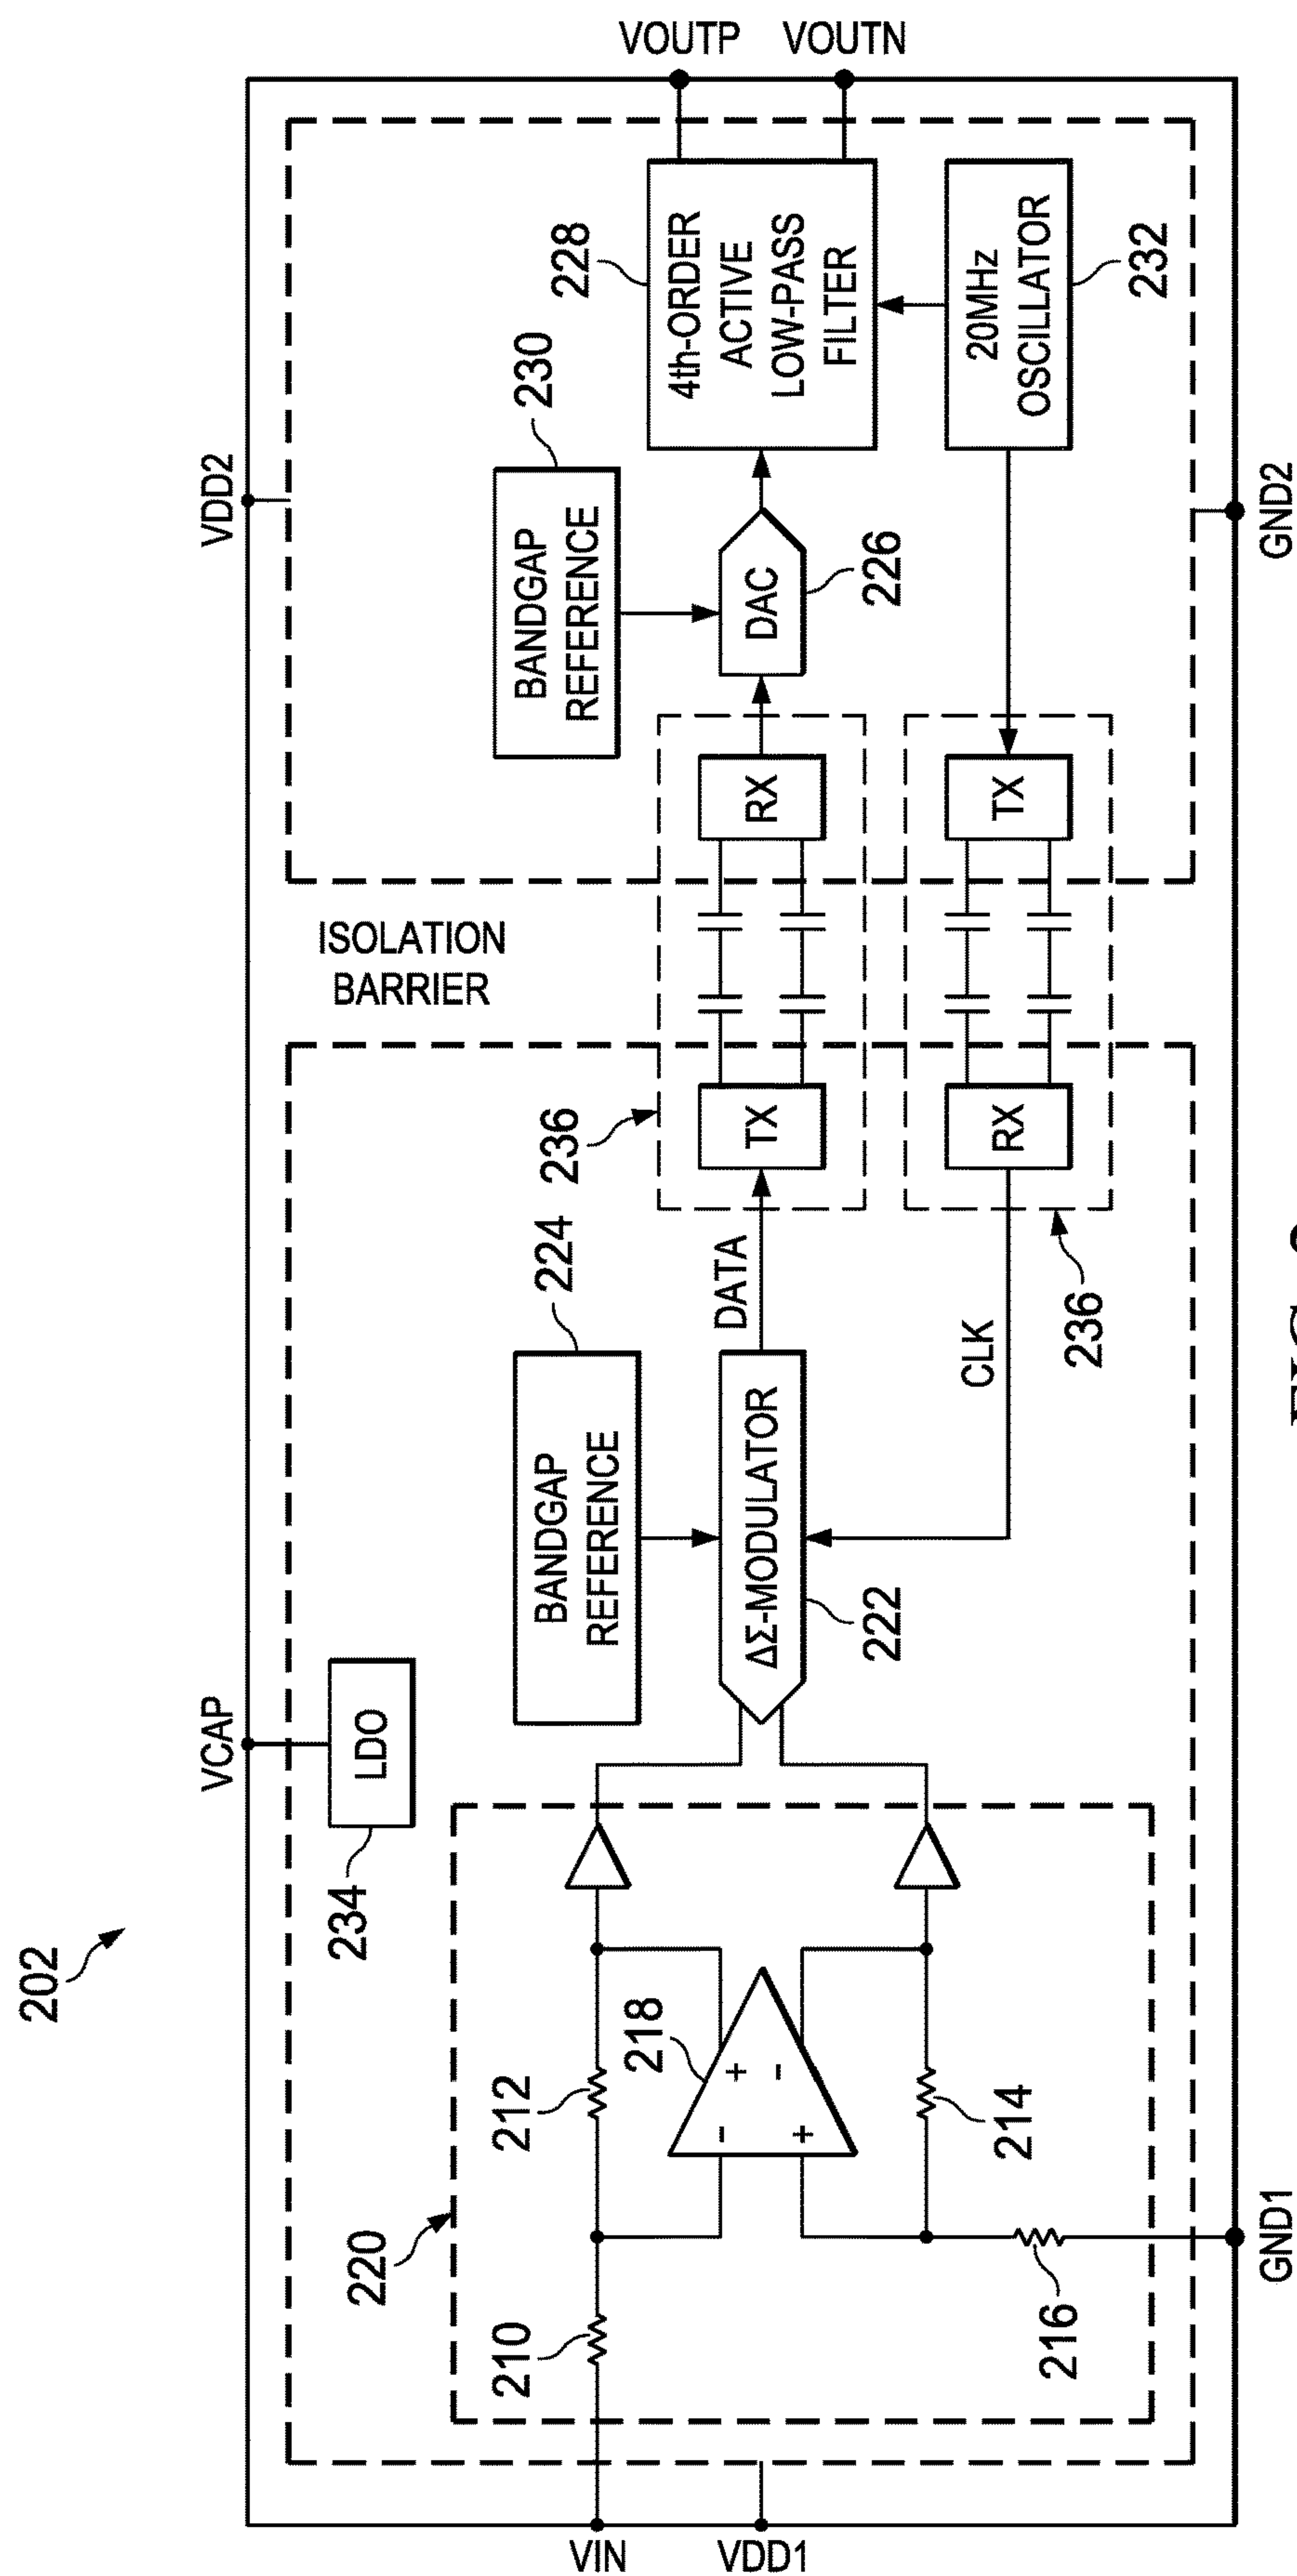 202
VCAP
VDD2
234
LDO
ISOLATION
BARRIER
224
BANDGAP
REFERENCE
230
BANDGAP
REFERENCE
220
210
212
218
-
+
+
-
214
216
ΔΣ-MODULATOR
222
DATA
CLK
236
TX
RX
RX
TX
236
DAC
226
228
4th-ORDER
ACTIVE
LOW-PASS
FILTER
20MHz
OSCILLATOR
232
VOUTP
VOUTN
VIN
VDD1
GND1
GND2